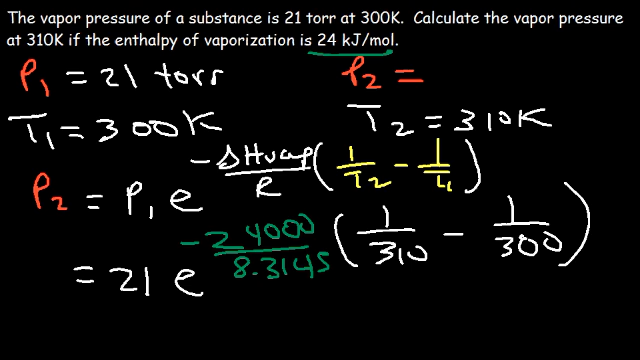 The vapor pressure of a substance is 21 torr at 300K. Calculate the vapor pressure
at 310K if the enthalpy of vaporization is 24 kJ/mol.
P₁ = 21 torr P₂ =
T₁ = 300K T₂ = 310K
P₂ = P₁ e -ΔHvap/R (1/T₂ - 1/T₁)
= 21 e -24000/8.3145 (1/310 - 1/300)